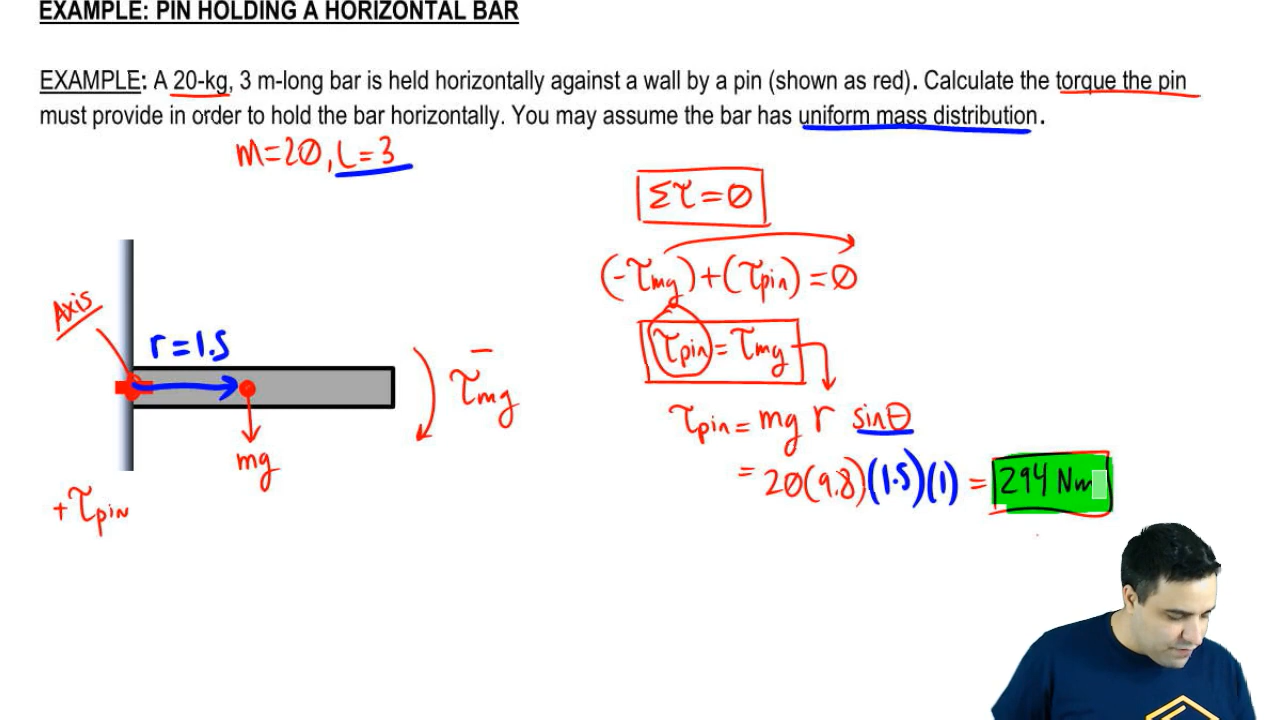 EXAMPLE: PIN HOLDING A HORIZONTAL BAR
EXAMPLE: A 20-kg, 3 m-long bar is held horizontally against a wall by a pin (shown as red). Calculate the torque the pin
must provide in order to hold the bar horizontally. You may assume the bar has uniform mass distribution.
m=20, L=3
Στ=0
(-τmg)+(τpin)=0
Axis
r=1.5
τpin=τmg
- τmg
τpin = mg r sinθ
mg
= 20(9.8)(1.5)(1) = 294 Nm
+τpin